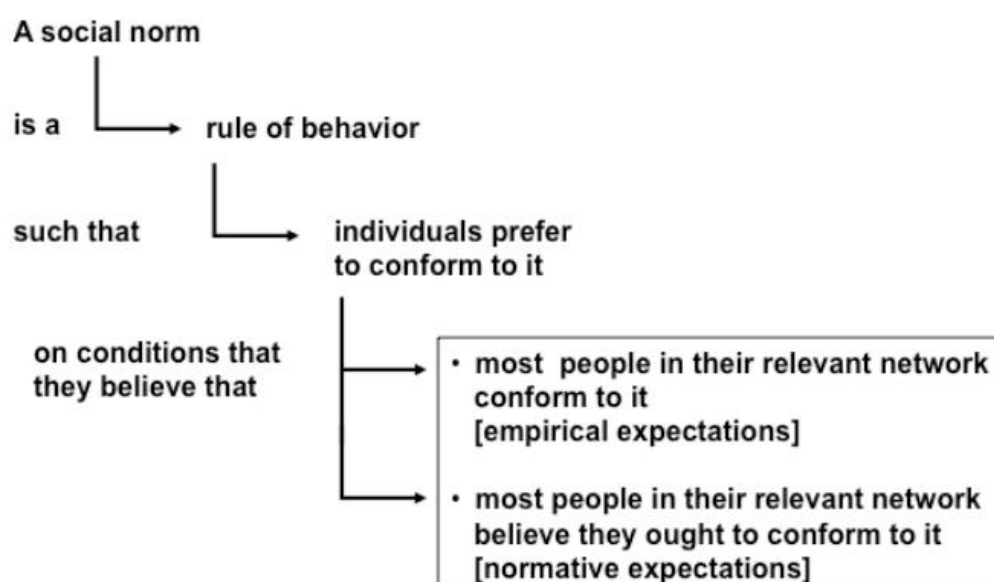 A social norm
is a
rule of behavior
such that
individuals prefer
to conform to it
on conditions that
they believe that
· most people in their relevant network
conform to it
[empirical expectations]
· most people in their relevant network
believe they ought to conform to it
[normative expectations]